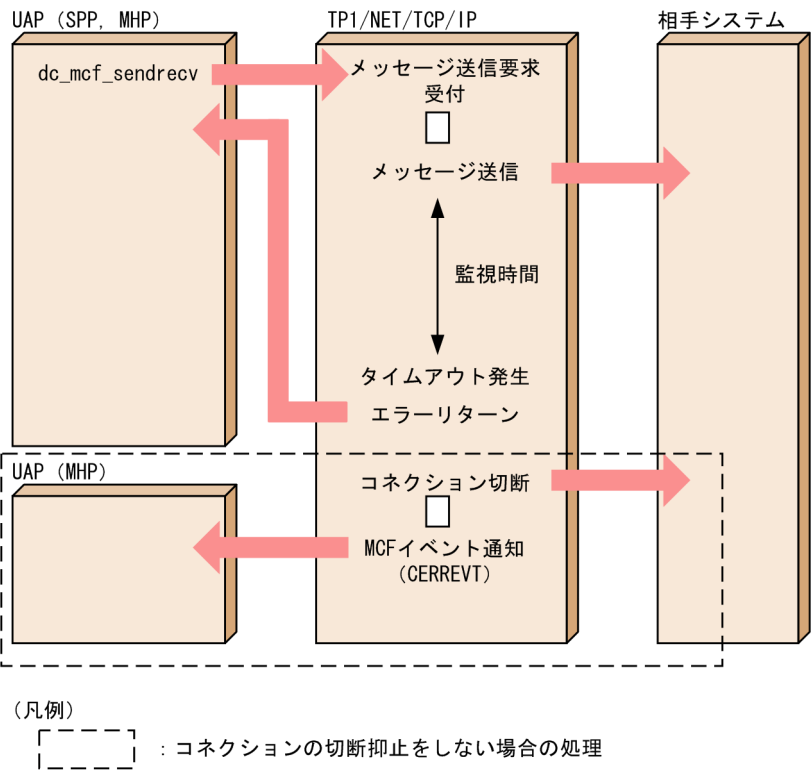 UAP（SPP，MHP）
TP1/NET/TCP/IP
相手システム
dc_mcf_sendrecv
メッセージ送信要求
受付
メッセージ送信
監視時間
タイムアウト発生
エラーリターン
UAP（MHP）
コネクション切断
MCFイベント通知
（CERREVT）
（凡例）
：コネクションの切断抑止をしない場合の処理